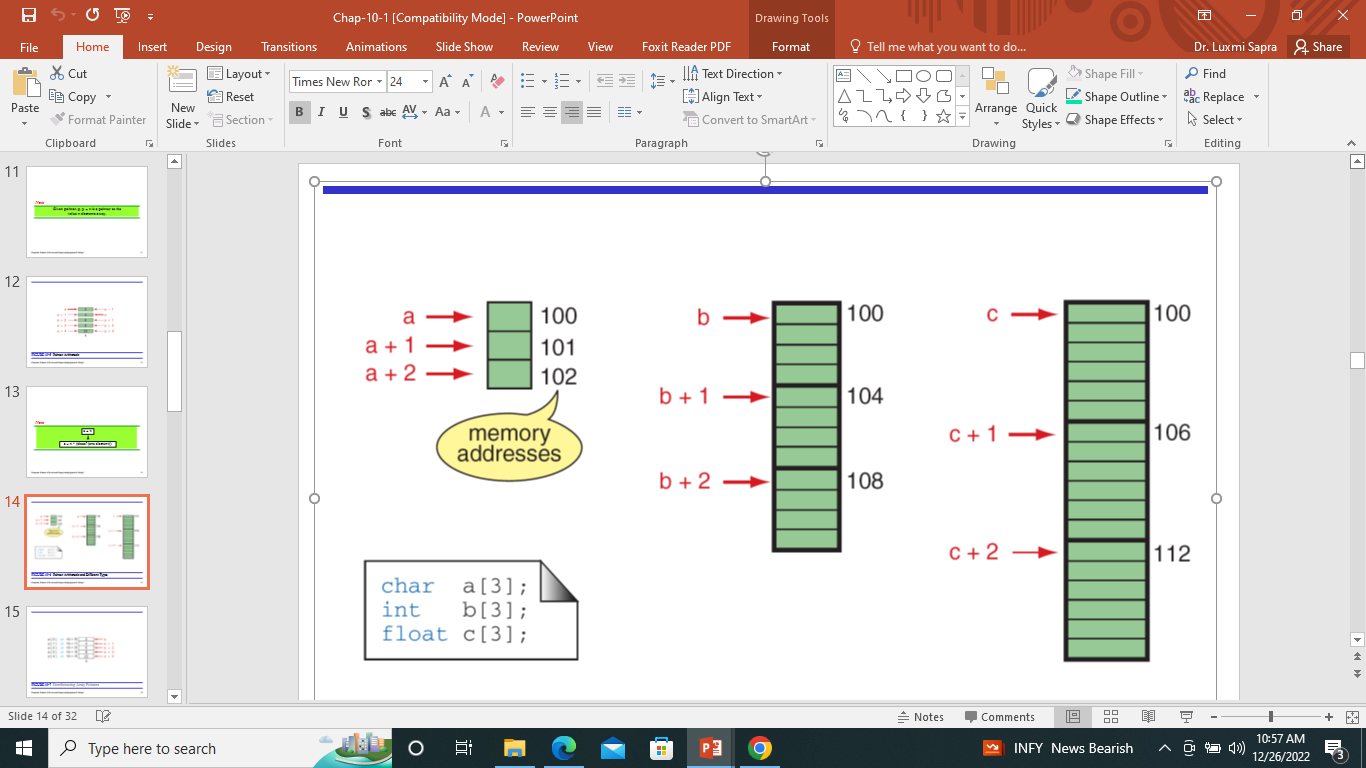 Chap-10-1 [Compatibility Mode] - PowerPoint
Drawing Tools
File
Home
Insert
Design
Transitions
Animations
Slide Show
Review
View
Foxit Reader PDF
Format
Tell me what you want to do...
Dr. Luxmi Sapra
Share
Paste
Cut
Copy
Format Painter
Clipboard
New Slide
Layout
Reset
Section
Slides
Times New Ror
24
B I U S abc AV Aa A
Font
Text Direction
Align Text
Convert to SmartArt
Paragraph
Arrange
Quick Styles
Shape Fill
Shape Outline
Shape Effects
Drawing
Find
Replace
Select
Editing
11
12
13
14
15
a 100
a + 1 101
a + 2 102
memory
addresses
b 100
b + 1 104
b + 2 108
c 100
c + 1 106
c + 2 112
char a[3];
int b[3];
float c[3];
Slide 14 of 32
Notes
Comments
Type here to search
INFY News Bearish
10:57 AM
12/26/2022
3